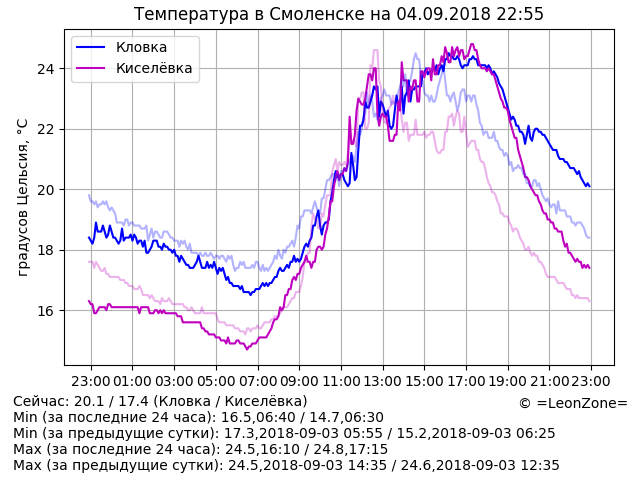 Температура в Смоленске на 04.09.2018 22:55
Кловка
Киселёвка
градусов Цельсия, °C
24
22
20
18
16
23:00 01:00 03:00 05:00 07:00 09:00 11:00 13:00 15:00 17:00 19:00 21:00 23:00
Сейчас: 20.1 / 17.4 (Кловка / Киселёвка)
© =LeonZone=
Min (за последние 24 часа): 16.5,06:40 / 14.7,06:30
Min (за предыдущие сутки): 17.3,2018-09-03 05:55 / 15.2,2018-09-03 06:25
Max (за последние 24 часа): 24.5,16:10 / 24.8,17:15
Max (за предыдущие сутки): 24.5,2018-09-03 14:35 / 24.6,2018-09-03 12:35